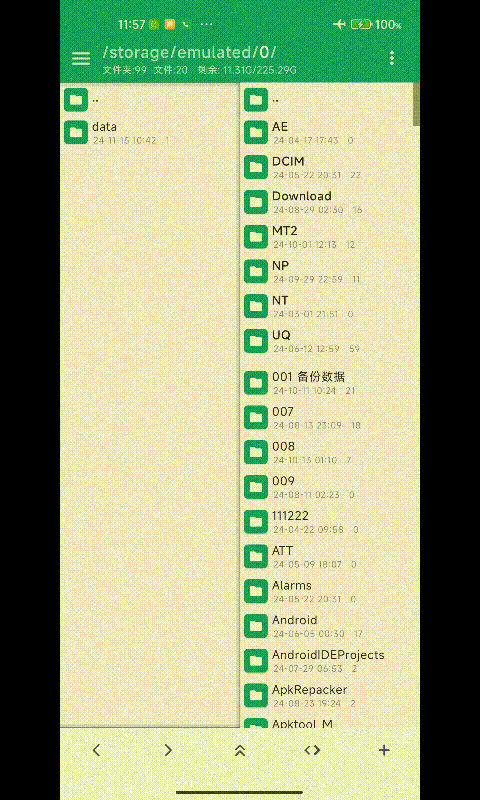 11:57 100%
/storage/emulated/0/
文件夹:99 文件:20 剩余: 11.31G/225.29G
..
data
24-11-15 10:42 1
..
AE
24-04-17 17:43 0
DCIM
24-05-22 20:31 22
Download
24-08-29 02:30 16
MT2
24-10-01 12:13 12
NP
24-09-29 22:59 11
NT
24-03-01 21:51 0
UQ
24-06-12 12:59 59
001 备份数据
24-10-11 10:24 21
007
24-08-13 23:09 18
008
24-10-13 01:10 7
009
24-08-11 02:23 0
111222
24-04-22 09:58 0
ATT
24-05-09 18:07 0
Alarms
24-05-22 20:31 0
Android
24-06-05 00:30 17
AndroidIDEProjects
24-07-29 06:53 2
ApkRepacker
24-08-23 19:24 2
Apktool_M